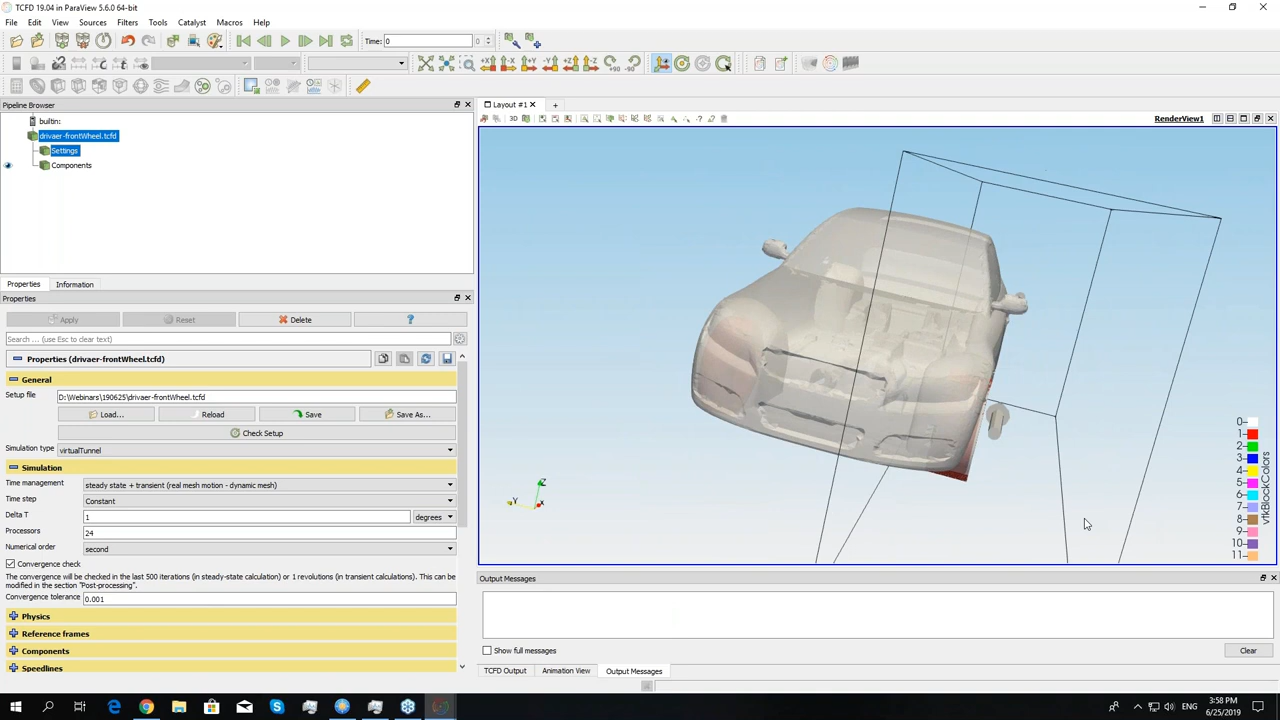 TCFD 19.04 in ParaView 5.6.0 64-bit
File Edit View Sources Filters Tools Catalyst Macros Help
Time: 0 0
+X -X +Y -Y +Z -Z +90 -90
Pipeline Browser
builtin:
drivaer-frontWheel.tcfd
Settings
Components
Properties Information
Properties
Apply Reset Delete ?
Search ... (use Esc to clear text)
Properties (drivaer-frontWheel.tcfd)
General
Setup file D:\Webinars\190625\drivaer-frontWheel.tcfd
Load... Reload Save Save As...
Check Setup
Simulation type virtualTunnel
Simulation
Time management steady state + transient (real mesh motion - dynamic mesh)
Time step Constant
Delta T 1 degrees
Processors 24
Numerical order second
Convergence check
The convergence will be checked in the last 500 iterations (in steady-state calculation) or 1 revolutions (in transient calculations). This can be
modified in the section "Post-processing".
Convergence tolerance 0.001
Physics
Reference frames
Components
Speedlines
Layout #1
3D RenderView1
Z
Y x
0
1
2
3
4
5
6
7
8
9
10
11
vtkBlockColors
Output Messages
Show full messages Clear
TCFD Output Animation View Output Messages
3:58 PM
6/25/2019